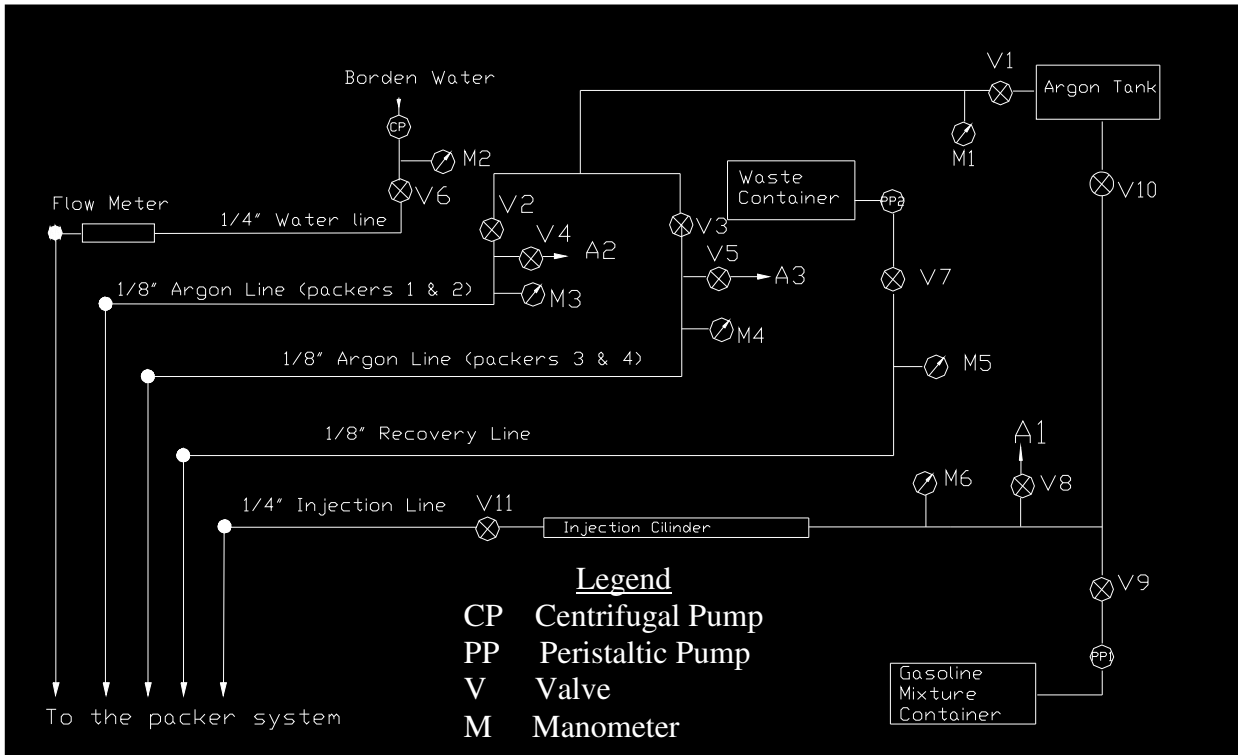 V1
Borden Water
Argon Tank
CP
M2
M1
V6
Waste
Container
PP2
V10
Flow Meter
1/4" Water line
V2
V3
V4
A2
V5
A3
V7
1/8" Argon Line (packers 1 & 2)
M3
M4
1/8" Argon Line (packers 3 & 4)
M5
1/8" Recovery Line
A1
M6
V8
1/4" Injection Line
V11
Injection Cilinder
Legend
V9
CP Centrifugal Pump
PP Peristaltic Pump
PP1
V Valve
Gasoline
Mixture
Container
To the packer system
M Manometer